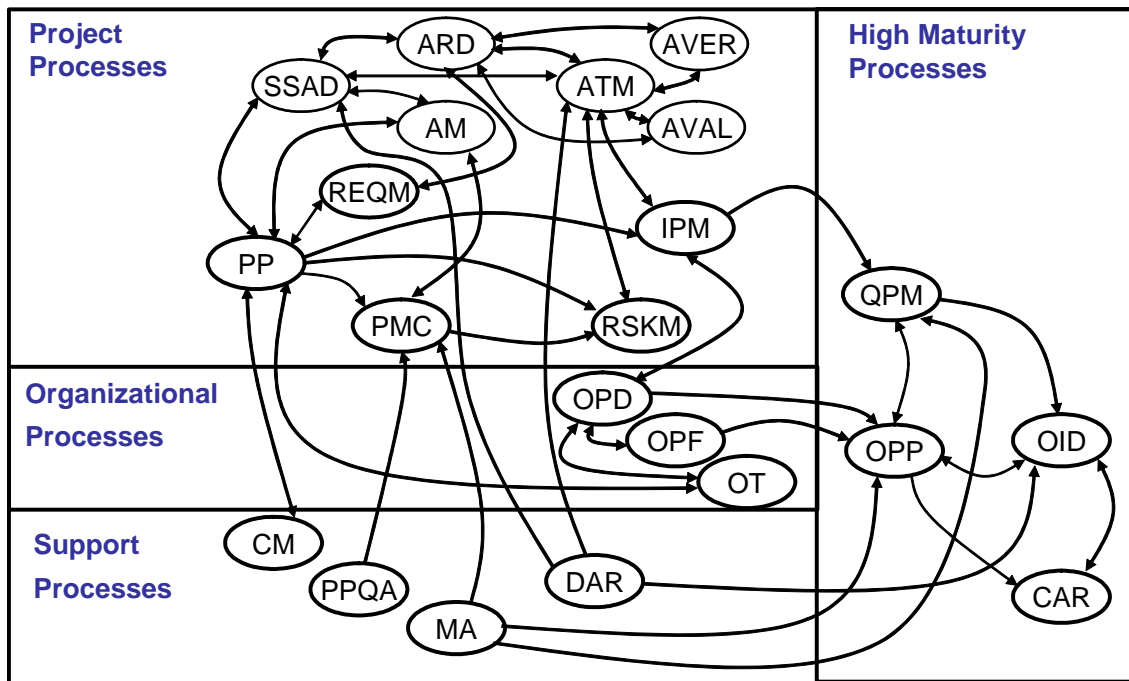 Project
Processes
High Maturity
Processes
ARD
AVER
SSAD
ATM
AM
AVAL
REQM
IPM
PP
QPM
PMC
RSKM
Organizational
Processes
OPD
OPF
OPP
OID
OT
Support
Processes
CM
PPQA
DAR
CAR
MA